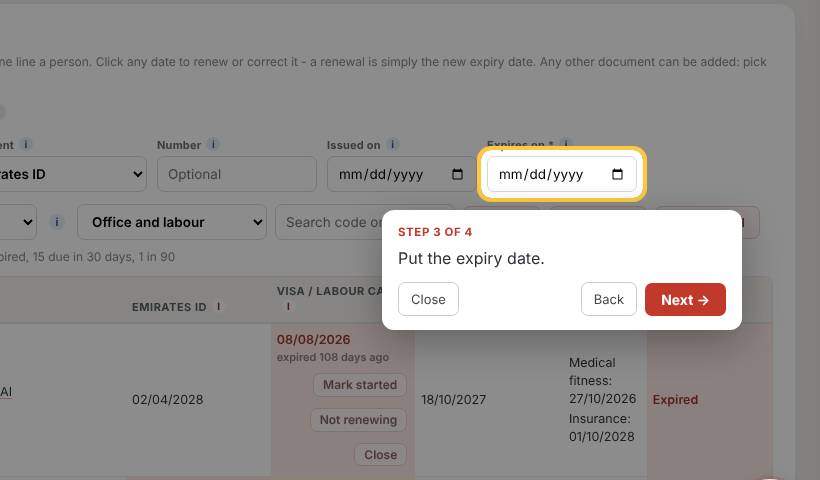 ne line a person. Click any date to renew or correct it - a renewal is simply the new expiry date. Any other document can be added: pick
ent i Number i Issued on i Expires on * i
ates ID Optional mm/dd/yyyy mm/dd/yyyy
i Office and labour Search code or
STEP 3 OF 4
Put the expiry date.
Close Back Next →
pired, 15 due in 30 days, 1 in 90
EMIRATES ID i VISA / LABOUR CA
i
08/08/2026
expired 108 days ago
Mark started
Not renewing
Close
AI
02/04/2028
18/10/2027
Medical
fitness:
27/10/2026
Insurance:
01/10/2028
Expired